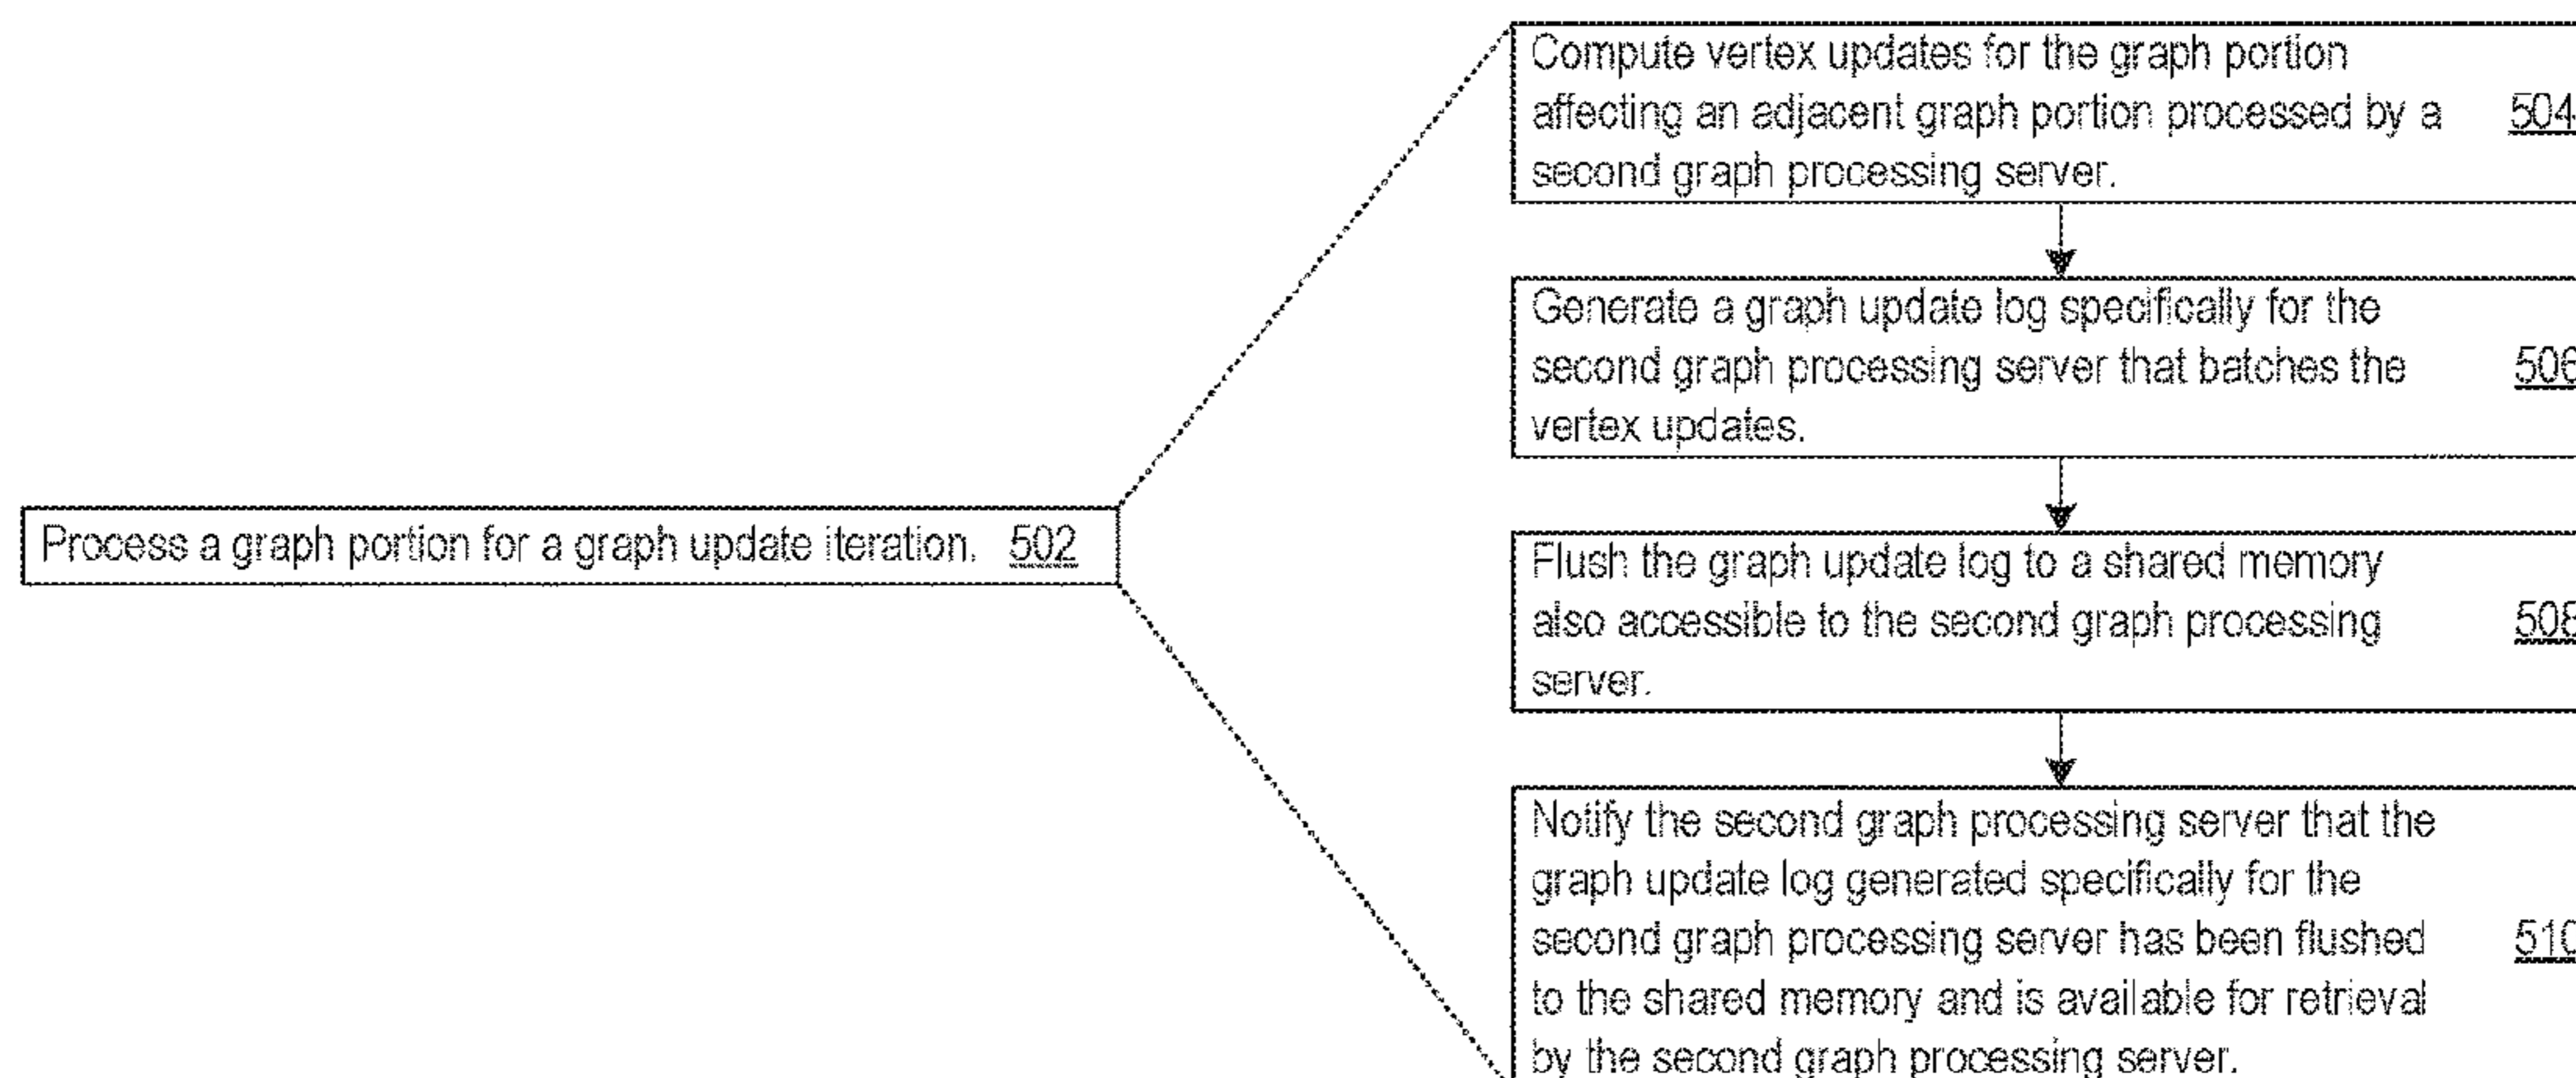 Compute vertex updates for the graph portion
affecting an adjacent graph portion processed by a 504
second graph processing server.
Generate a graph update log specifically for the
second graph processing server that batches the 506
vertex updates.
Process a graph portion for a graph update iteration. 502
Flush the graph update log to a shared memory
also accessible to the second graph processing 508
server.
Notify the second graph processing server that the
graph update log generated specifically for the
second graph processing server has been flushed 510
to the shared memory and is available for retrieval
by the second graph processing server.